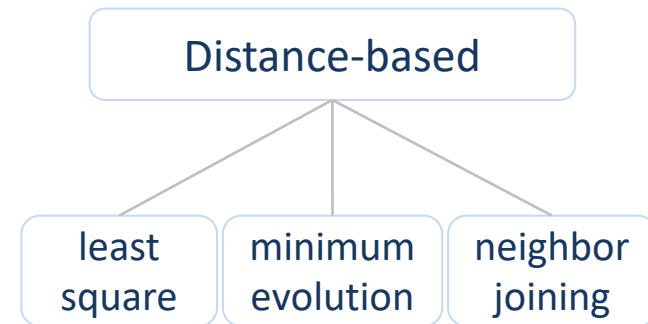 Distance-based
least
square
minimum
evolution
neighbor
joining